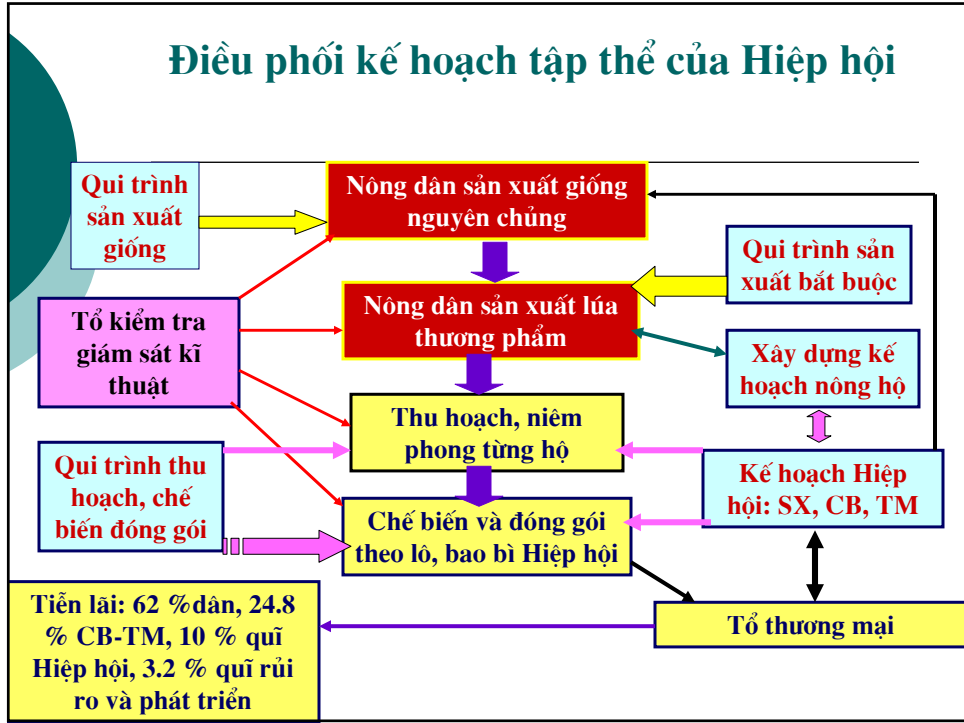 Điều phối kế hoạch tập thể của Hiệp hội
Qui trình
sản xuất
giống
Nông dân sản xuất giống
nguyên chủng
Qui trình sản
xuất bắt buộc
Tổ kiểm tra
giám sát kĩ
thuật
Nông dân sản xuất lúa
thương phẩm
Xây dựng kế
hoạch nông hộ
Thu hoạch, niêm
phong từng hộ
Qui trình thu
hoạch, chế
biến đóng gói
Kế hoạch Hiệp
hội: SX, CB, TM
Chế biến và đóng gói
theo lô, bao bì Hiệp hội
Tiễn lãi: 62 %dân, 24.8
% CB-TM, 10 % quĩ
Hiệp hội, 3.2 % quĩ rủi
ro và phát triển
Tổ thương mại